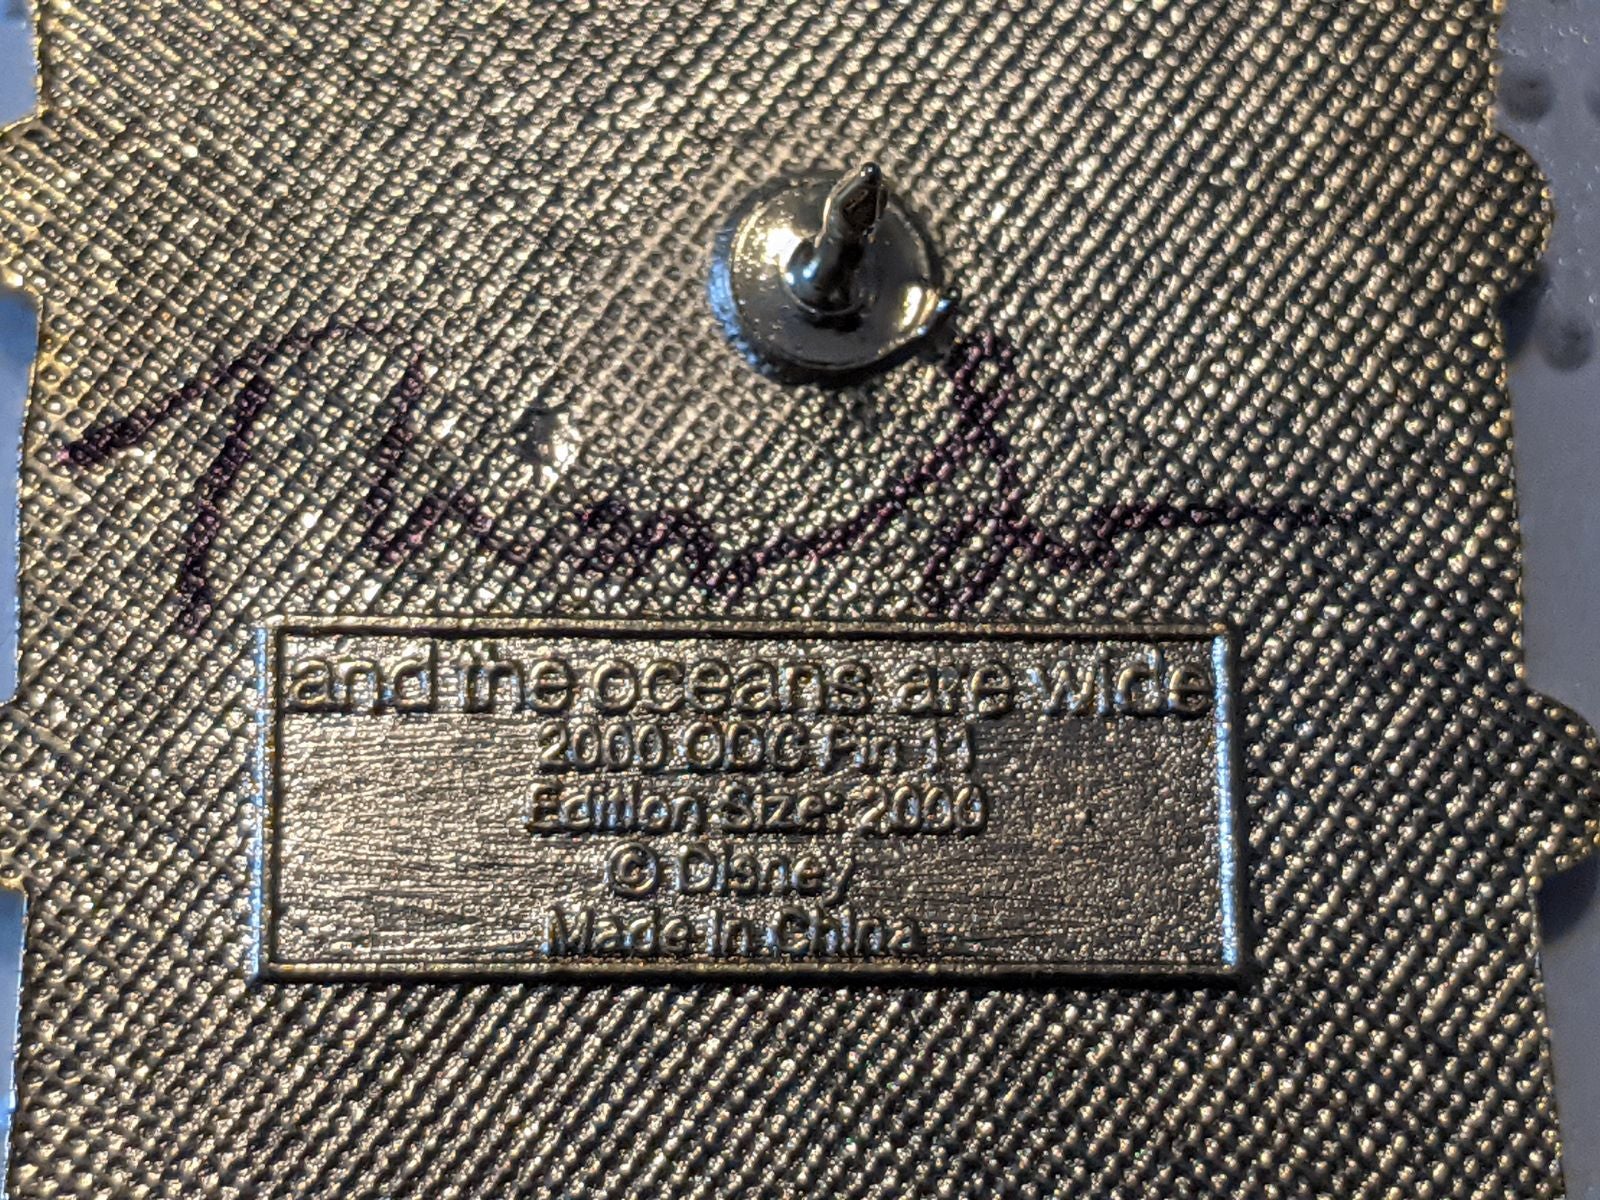 and the oceans are wide
2000 ODC Pin 11
Edition Size: 2000
© Disney
Made in China